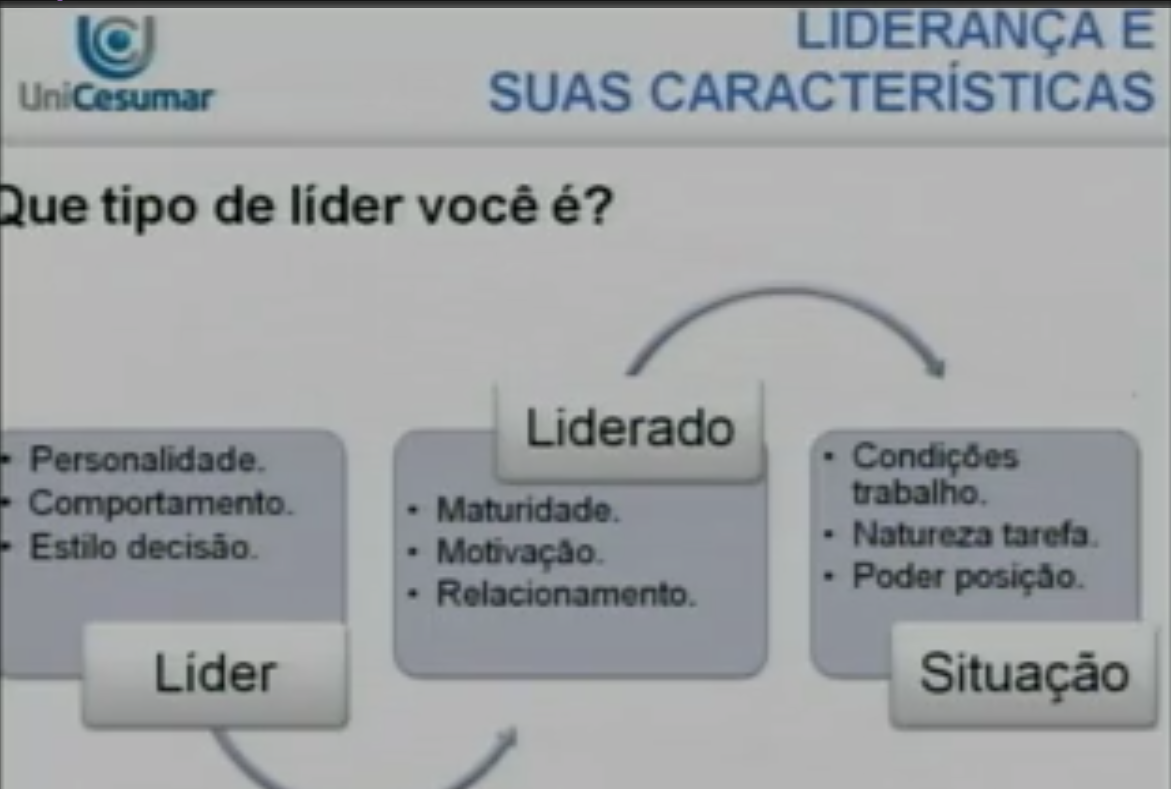 UniCesumar
LIDERANÇA E
SUAS CARACTERÍSTICAS
Que tipo de líder você é?
• Personalidade.
• Comportamento.
• Estilo decisão.
Líder
Liderado
• Maturidade.
• Motivação.
• Relacionamento.
• Condições
trabalho.
• Natureza tarefa.
• Poder posição.
Situação